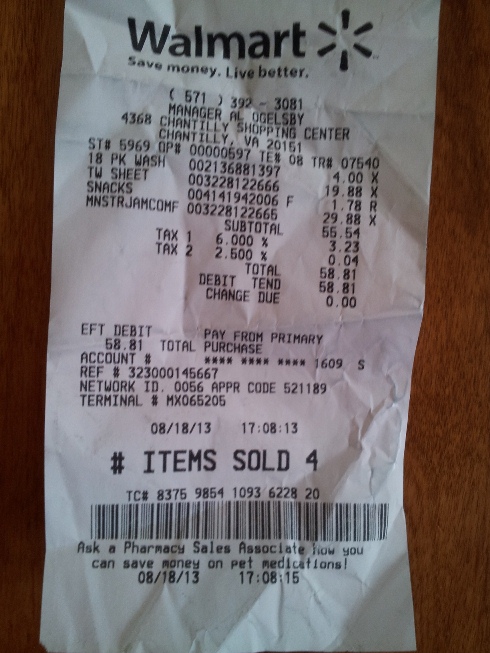 Walmart
Save money. Live better.
( 571 ) 392 - 3081
MANAGER AL OGELSBY
4368 CHANTILLY SHOPPING CENTER
CHANTILLY, VA 20151
ST# 5969 OP# 00000597 TE# 08 TR# 07540
18 PK WASH 002136881397 4.00 X
TW SHEET 003228122666 19.88 X
SNACKS 004141942006 F 1.78 R
MNSTRJAMCOMF 003228122665 29.88 X
SUBTOTAL 55.54
TAX 1 6.000 % 3.23
TAX 2 2.500 % 0.04
TOTAL 58.81
DEBIT TEND 58.81
CHANGE DUE 0.00
EFT DEBIT PAY FROM PRIMARY
58.81 TOTAL PURCHASE
ACCOUNT # **** **** **** 1609 S
REF # 323000145667
NETWORK ID. 0056 APPR CODE 521189
TERMINAL # MX065205
08/18/13 17:08:13
# ITEMS SOLD 4
TC# 8375 9854 1093 6228 20
Ask a Pharmacy Sales Associate how you
can save money on pet medications!
08/18/13 17:08:15